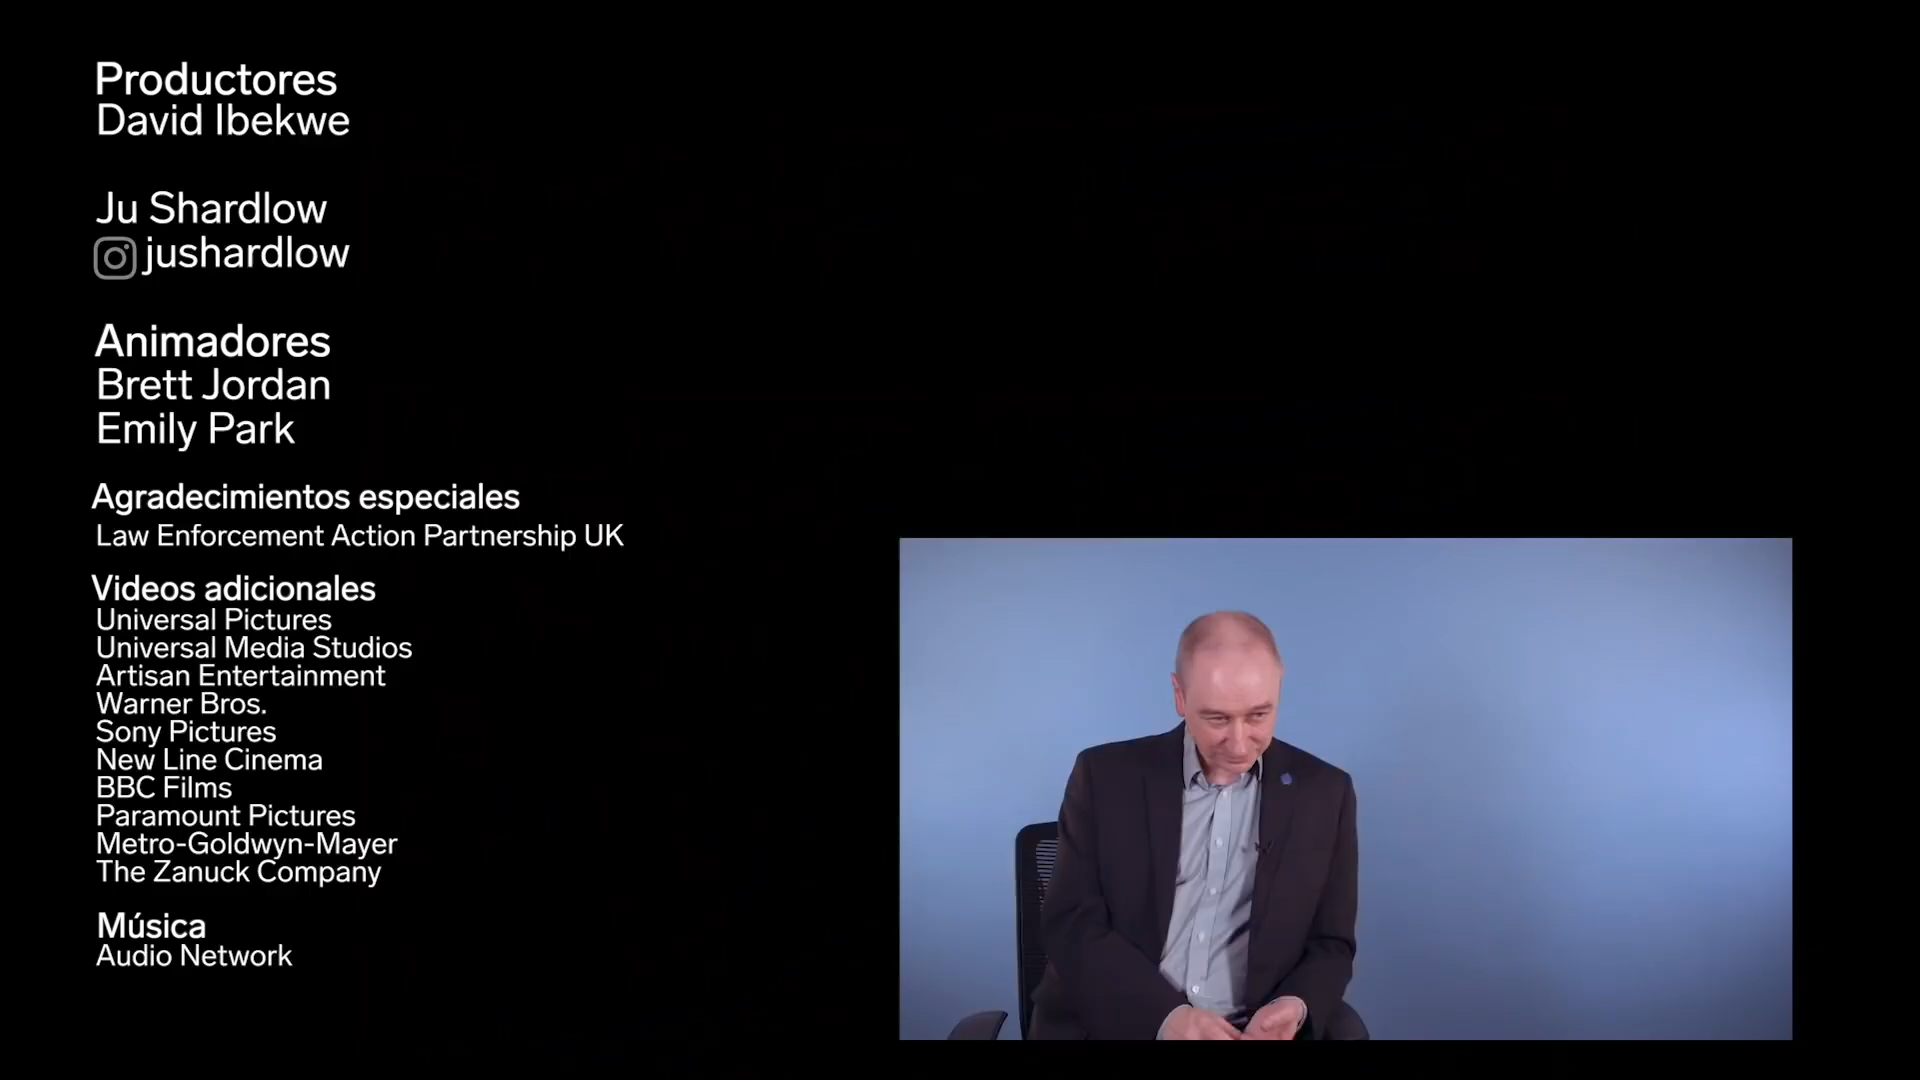 Productores
David Ibekwe
Ju Shardlow
jushardlow
Animadores
Brett Jordan
Emily Park
Agradecimientos especiales
Law Enforcement Action Partnership UK
Videos adicionales
Universal Pictures
Universal Media Studios
Artisan Entertainment
Warner Bros.
Sony Pictures
New Line Cinema
BBC Films
Paramount Pictures
Metro-Goldwyn-Mayer
The Zanuck Company
Música
Audio Network